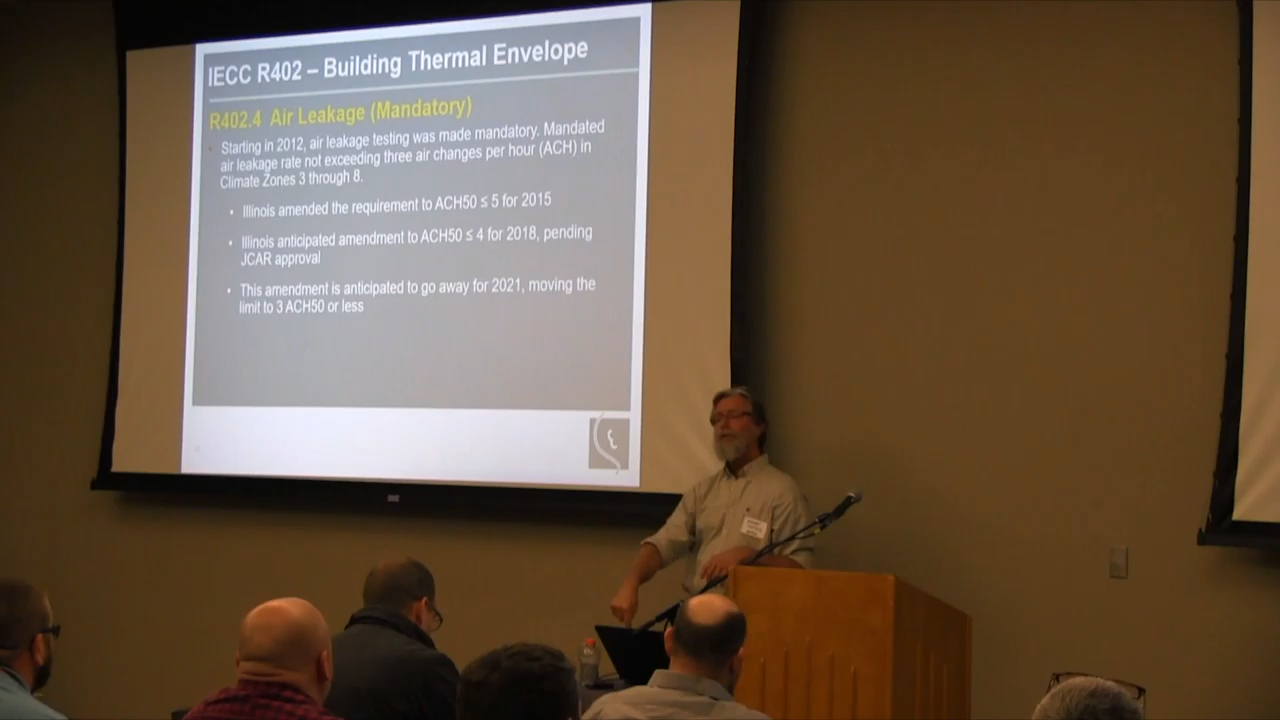 IECC R402 – Building Thermal Envelope
R402.4 Air Leakage (Mandatory)
Starting in 2012, air leakage testing was made mandatory. Mandated
air leakage rate not exceeding three air changes per hour (ACH) in
Climate Zones 3 through 8.
• Illinois amended the requirement to ACH50 ≤ 5 for 2015
• Illinois anticipated amendment to ACH50 ≤ 4 for 2018, pending
JCAR approval
• This amendment is anticipated to go away for 2021, moving the
limit to 3 ACH50 or less